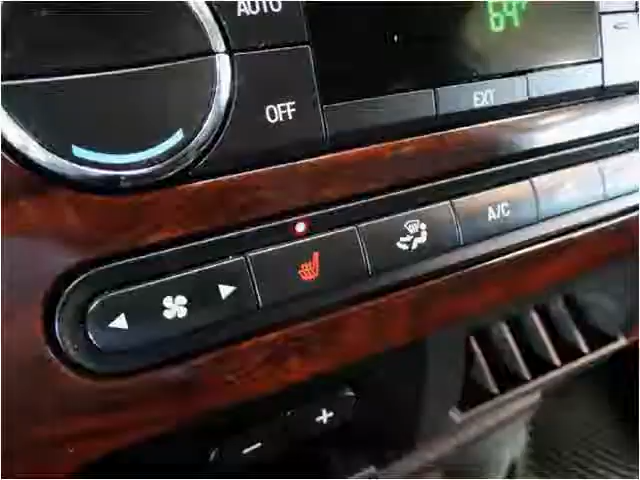 AUTO
64°
OFF
EXT
A/C
- +